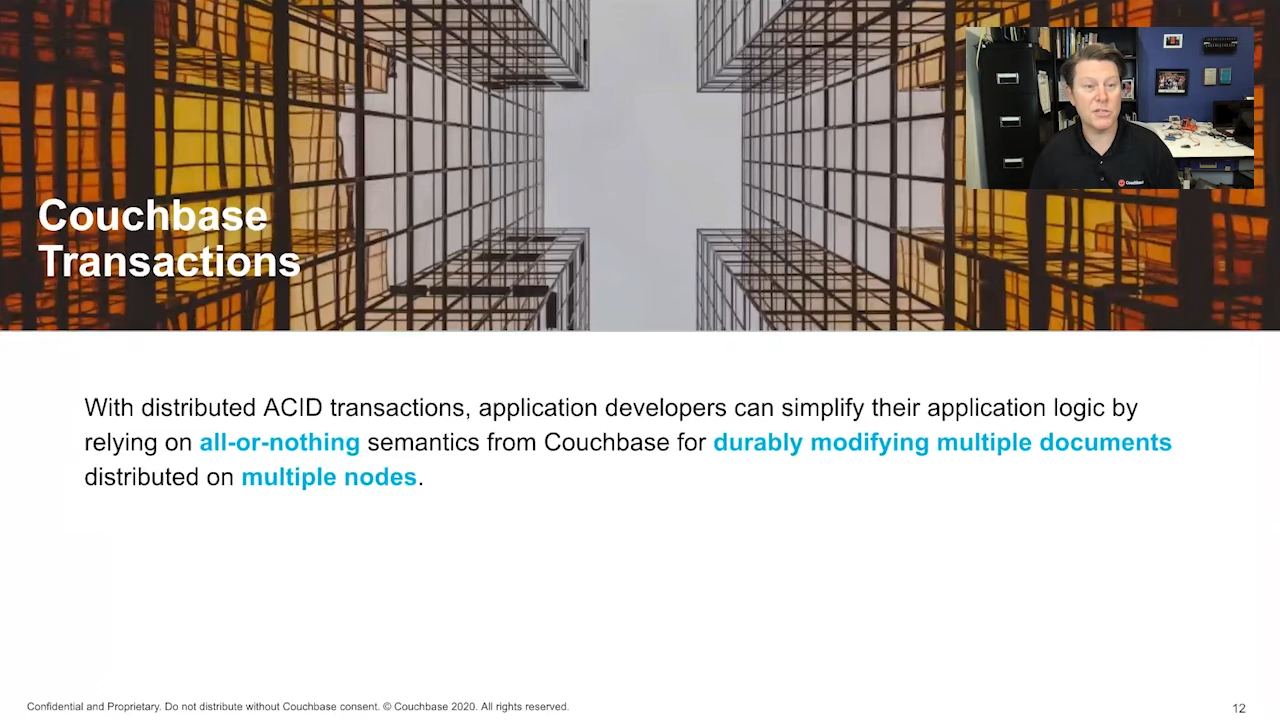 Couchbase
Transactions
With distributed ACID transactions, application developers can simplify their application logic by
relying on all-or-nothing semantics from Couchbase for durably modifying multiple documents
distributed on multiple nodes.
Confidential and Proprietary. Do not distribute without Couchbase consent. © Couchbase 2020. All rights reserved.
12
Couchbase